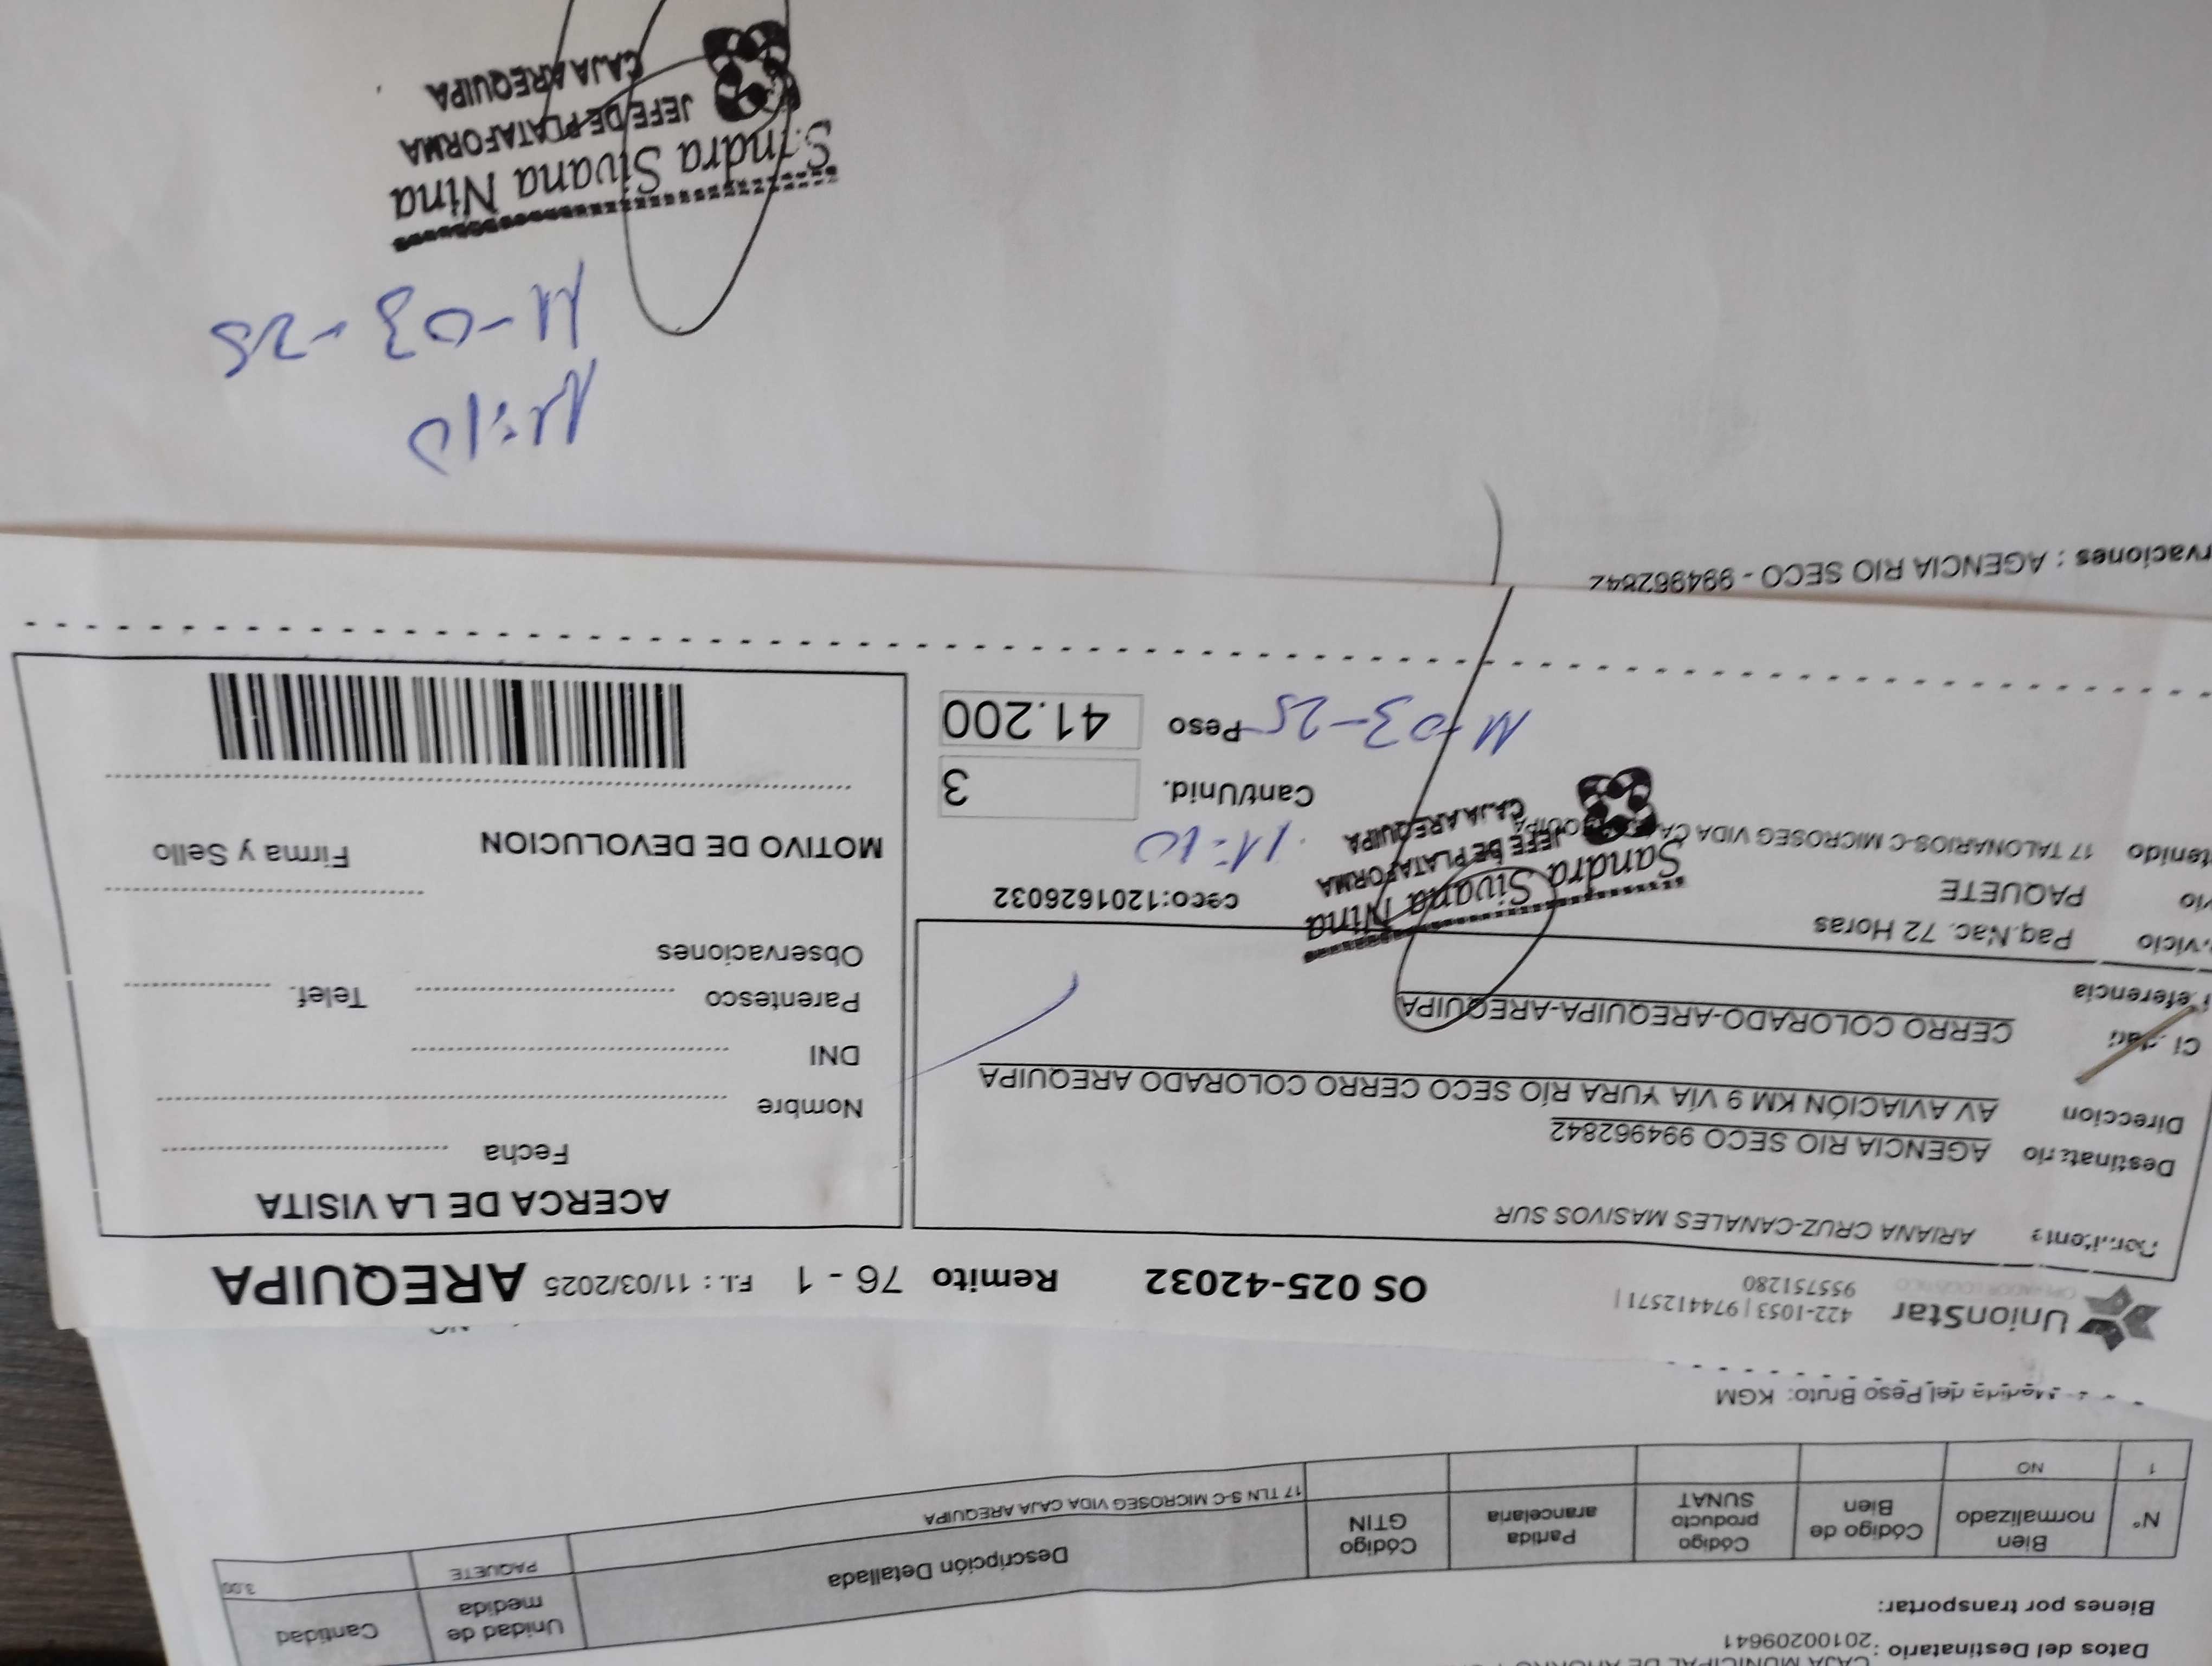 CAJA MUNICIPAL DE AHORRO
Datos del Destinatario : 20100209641
Bienes por transportar:
N° Bien normalizado Código de Bien Código producto SUNAT Partida arancelaria Código GTIN Descripción Detallada Unidad de medida Cantidad
1 NO 17 TLN S-C MICROSEG VIDA CAJA AREQUIPA PAQUETE 3.00
Medida del Peso Bruto: KGM
UnionStar
422-1053 | 974412571 |
955751280
OS 025-42032 Remito 76 - 1 F.I. : 11/03/2025 AREQUIPA
ARIANA CRUZ-CANALES MASIVOS SUR
Destinatario AGENCIA RIO SECO 994962842
Direccion AV AVIACIÓN KM 9 VÍA YURA RÍO SECO CERRO COLORADO AREQUIPA
CERRO COLORADO-AREQUIPA-AREQUIPA
Referencia
Paq.Nac. 72 Horas
PAQUETE
17 TALONARIOS-C MICROSEG VIDA
ceco:1201626032
11:10
Sandra Sivana Nina
JEFE DE PLATAFORMA
CAJA AREQUIPA
Cant/Unid. 3
11-03-25
Peso 41.200
ACERCA DE LA VISITA
Fecha
Nombre
DNI
Parentesco Telef.
Observaciones
MOTIVO DE DEVOLUCION Firma y Sello
rvaciones : AGENCIA RIO SECO - 994962842
11:10
11-03-25
Sandra Sivana Nina
JEFE DE PLATAFORMA
CAJA AREQUIPA